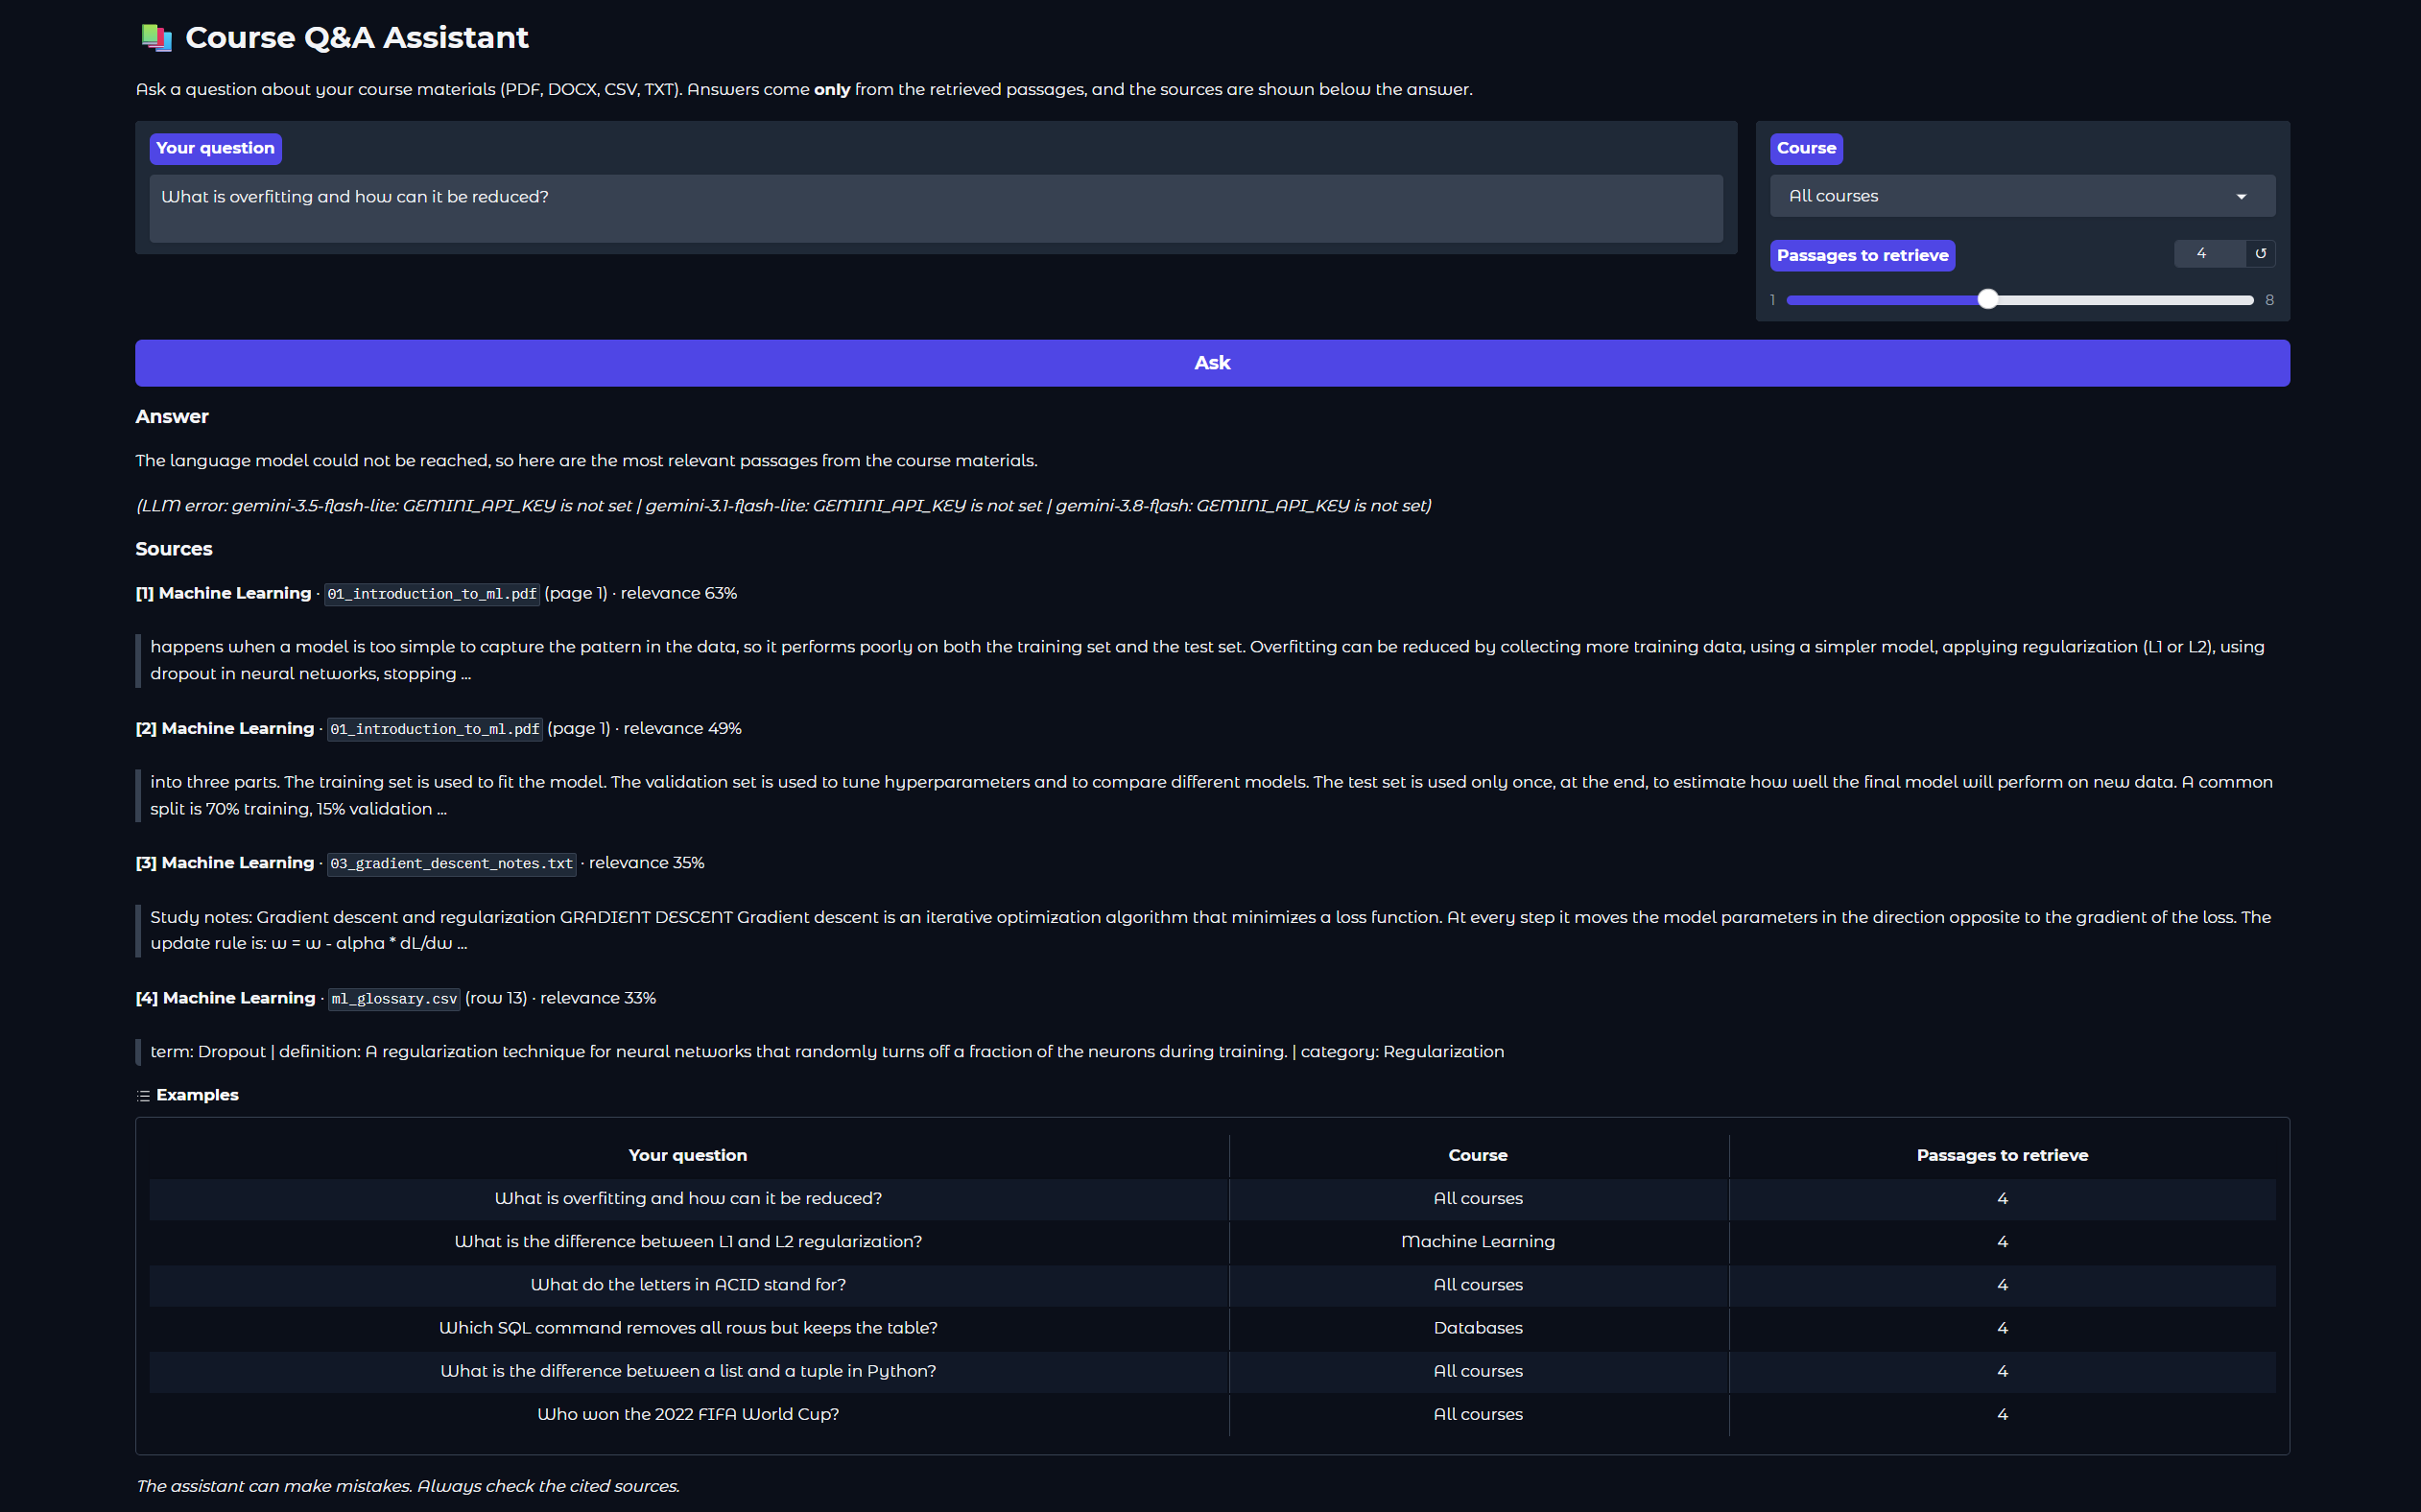 📚 Course Q&A Assistant
Ask a question about your course materials (PDF, DOCX, CSV, TXT). Answers come only from the retrieved passages, and the sources are shown below the answer.
Your question
What is overfitting and how can it be reduced?
Course
All courses
Passages to retrieve
4 ↺
1 8
Ask
Answer
The language model could not be reached, so here are the most relevant passages from the course materials.
(LLM error: gemini-3.5-flash-lite: GEMINI_API_KEY is not set | gemini-3.1-flash-lite: GEMINI_API_KEY is not set | gemini-3.8-flash: GEMINI_API_KEY is not set)
Sources
[1] Machine Learning · 01_introduction_to_ml.pdf (page 1) · relevance 63%
happens when a model is too simple to capture the pattern in the data, so it performs poorly on both the training set and the test set. Overfitting can be reduced by collecting more training data, using a simpler model, applying regularization (L1 or L2), using
dropout in neural networks, stopping ...
[2] Machine Learning · 01_introduction_to_ml.pdf (page 1) · relevance 49%
into three parts. The training set is used to fit the model. The validation set is used to tune hyperparameters and to compare different models. The test set is used only once, at the end, to estimate how well the final model will perform on new data. A common
split is 70% training, 15% validation ...
[3] Machine Learning · 03_gradient_descent_notes.txt · relevance 35%
Study notes: Gradient descent and regularization GRADIENT DESCENT Gradient descent is an iterative optimization algorithm that minimizes a loss function. At every step it moves the model parameters in the direction opposite to the gradient of the loss. The
update rule is: w = w - alpha * dL/dw ...
[4] Machine Learning · ml_glossary.csv (row 13) · relevance 33%
term: Dropout | definition: A regularization technique for neural networks that randomly turns off a fraction of the neurons during training. | category: Regularization
Examples
Your question Course Passages to retrieve
What is overfitting and how can it be reduced? All courses 4
What is the difference between L1 and L2 regularization? Machine Learning 4
What do the letters in ACID stand for? All courses 4
Which SQL command removes all rows but keeps the table? Databases 4
What is the difference between a list and a tuple in Python? All courses 4
Who won the 2022 FIFA World Cup? All courses 4
The assistant can make mistakes. Always check the cited sources.